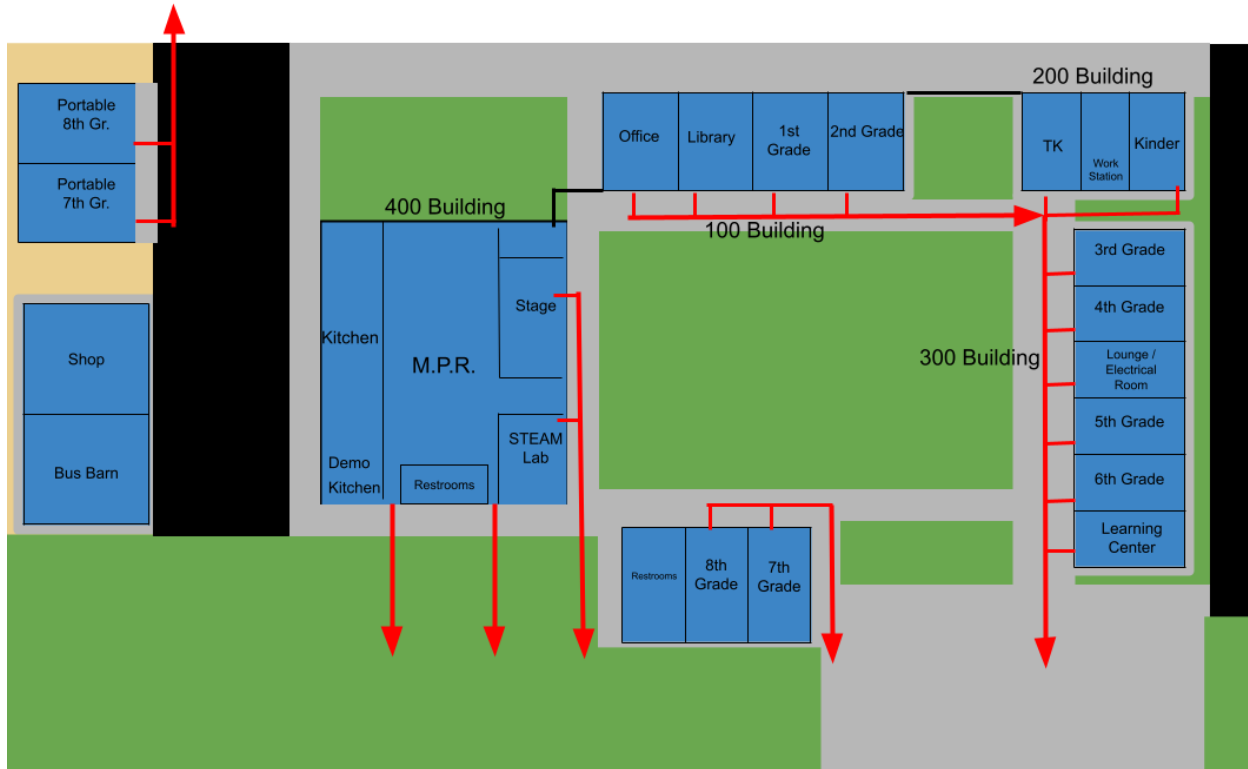 200 Building
Portable
8th Gr.
Portable
7th Gr.
Office
Library
1st
Grade
2nd Grade
TK
Work
Station
Kinder
400 Building
100 Building
Kitchen
M.P.R.
Stage
Demo
Kitchen
Restrooms
STEAM
Lab
Shop
Bus Barn
300 Building
3rd Grade
4th Grade
Lounge /
Electrical
Room
5th Grade
6th Grade
Learning
Center
Restrooms
8th
Grade
7th
Grade